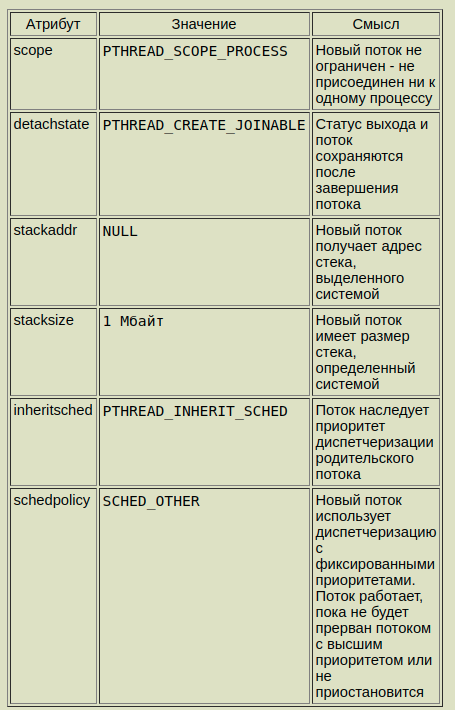 Атрибут Значение Смысл
scope PTHREAD_SCOPE_PROCESS Новый поток не
ограничен - не
присоединен ни к
одному процессу
detachstate PTHREAD_CREATE_JOINABLE Статус выхода и
поток
сохраняются
после
завершения
потока
stackaddr NULL Новый поток
получает адрес
стека,
выделенного
системой
stacksize 1 Мбайт Новый поток
имеет размер
стека,
определенный
системой
inheritsched PTHREAD_INHERIT_SCHED Поток наследует
приоритет
диспетчеризации
родительского
потока
schedpolicy SCHED_OTHER Новый поток
использует
диспетчеризацию
с
фиксированными
приоритетами.
Поток работает,
пока не будет
прерван потоком
с высшим
приоритетом или
не
приостановится